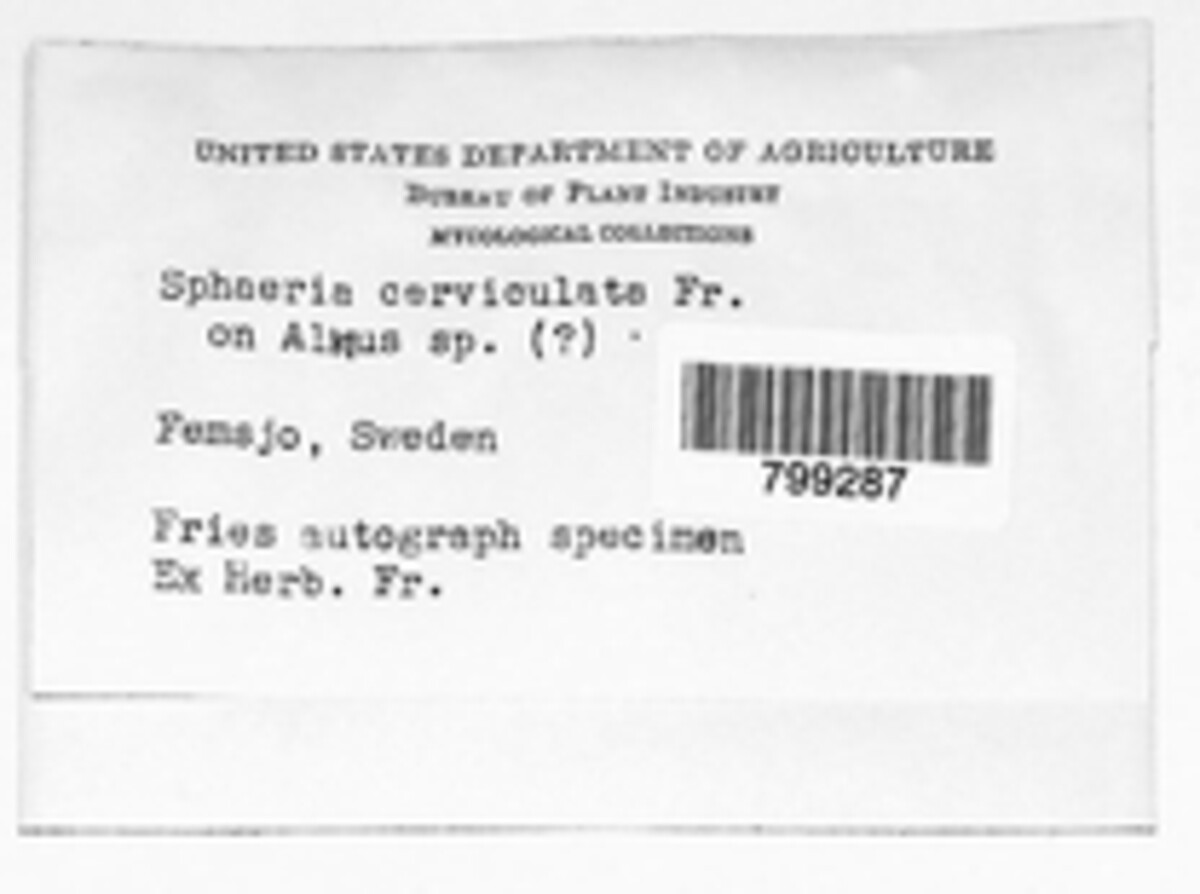 UNITED STATES DEPARTMENT OF AGRICULTURE
BUREAU OF PLANT INDUSTRY
MYCOLOGICAL COLLECTIONS
Sphaeria cerviculata Fr.
on Alnus sp. (?)
Femsjo, Sweden
799287
Fries autograph specimen
Ex Herb. Fr.